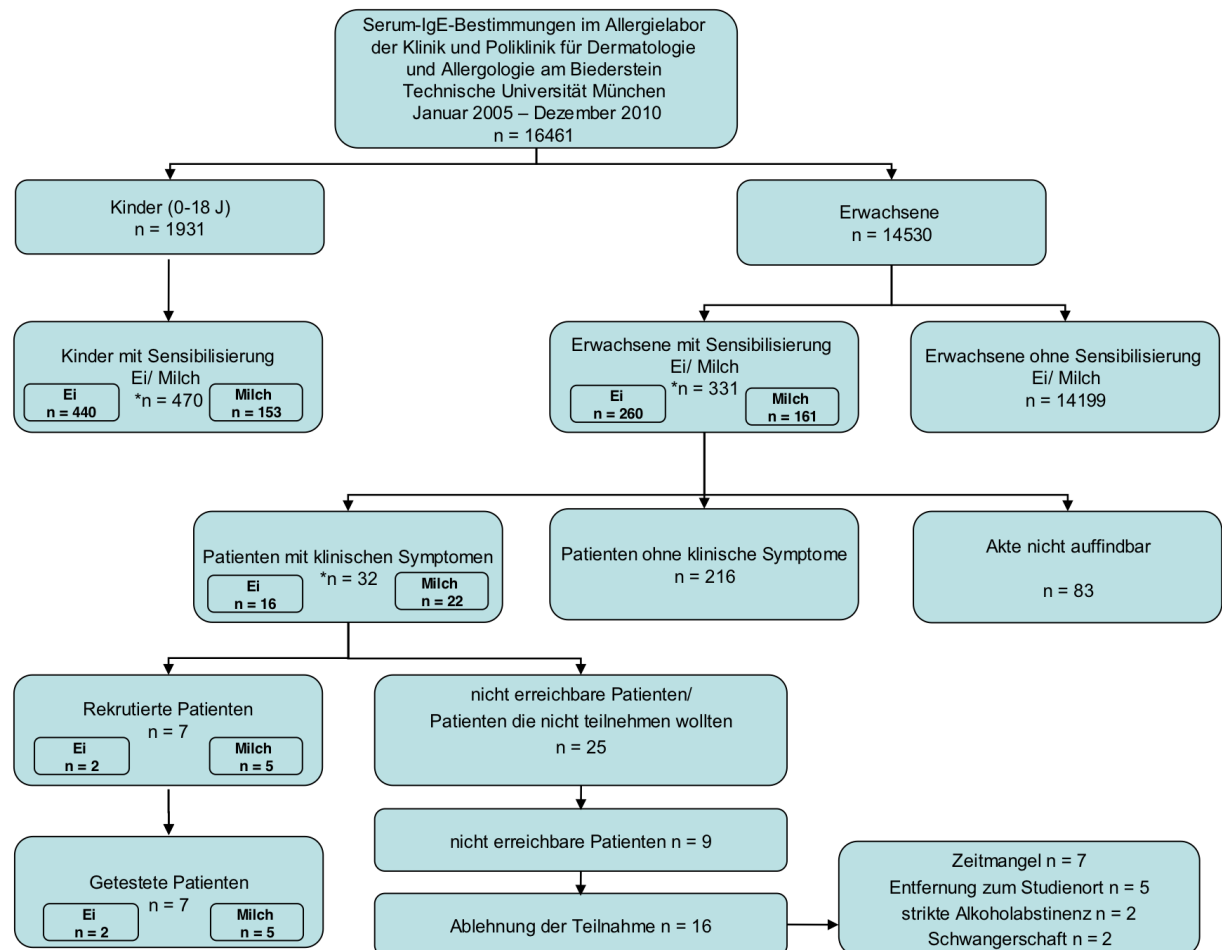 Serum-IgE-Bestimmungen im Allergielabor
der Klinik und Poliklinik für Dermatologie
und Allergologie am Biederstein
Technische Universität München
Januar 2005 – Dezember 2010
n = 16461
Kinder (0-18 J)
n = 1931
Erwachsene
n = 14530
Kinder mit Sensibilisierung
Ei/ Milch
*n = 470
Ei
n = 440
Milch
n = 153
Erwachsene mit Sensibilisierung
Ei/ Milch
*n = 331
Ei
n = 260
Milch
n = 161
Erwachsene ohne Sensibilisierung
Ei/ Milch
n = 14199
Patienten mit klinischen Symptomen
*n = 32
Ei
n = 16
Milch
n = 22
Patienten ohne klinische Symptome
n = 216
Akte nicht auffindbar
n = 83
Rekrutierte Patienten
n = 7
Ei
n = 2
Milch
n = 5
nicht erreichbare Patienten/
Patienten die nicht teilnehmen wollten
n = 25
Getestete Patienten
n = 7
Ei
n = 2
Milch
n = 5
nicht erreichbare Patienten n = 9
Ablehnung der Teilnahme n = 16
Zeitmangel n = 7
Entfernung zum Studienort n = 5
strikte Alkoholabstinenz n = 2
Schwangerschaft n = 2